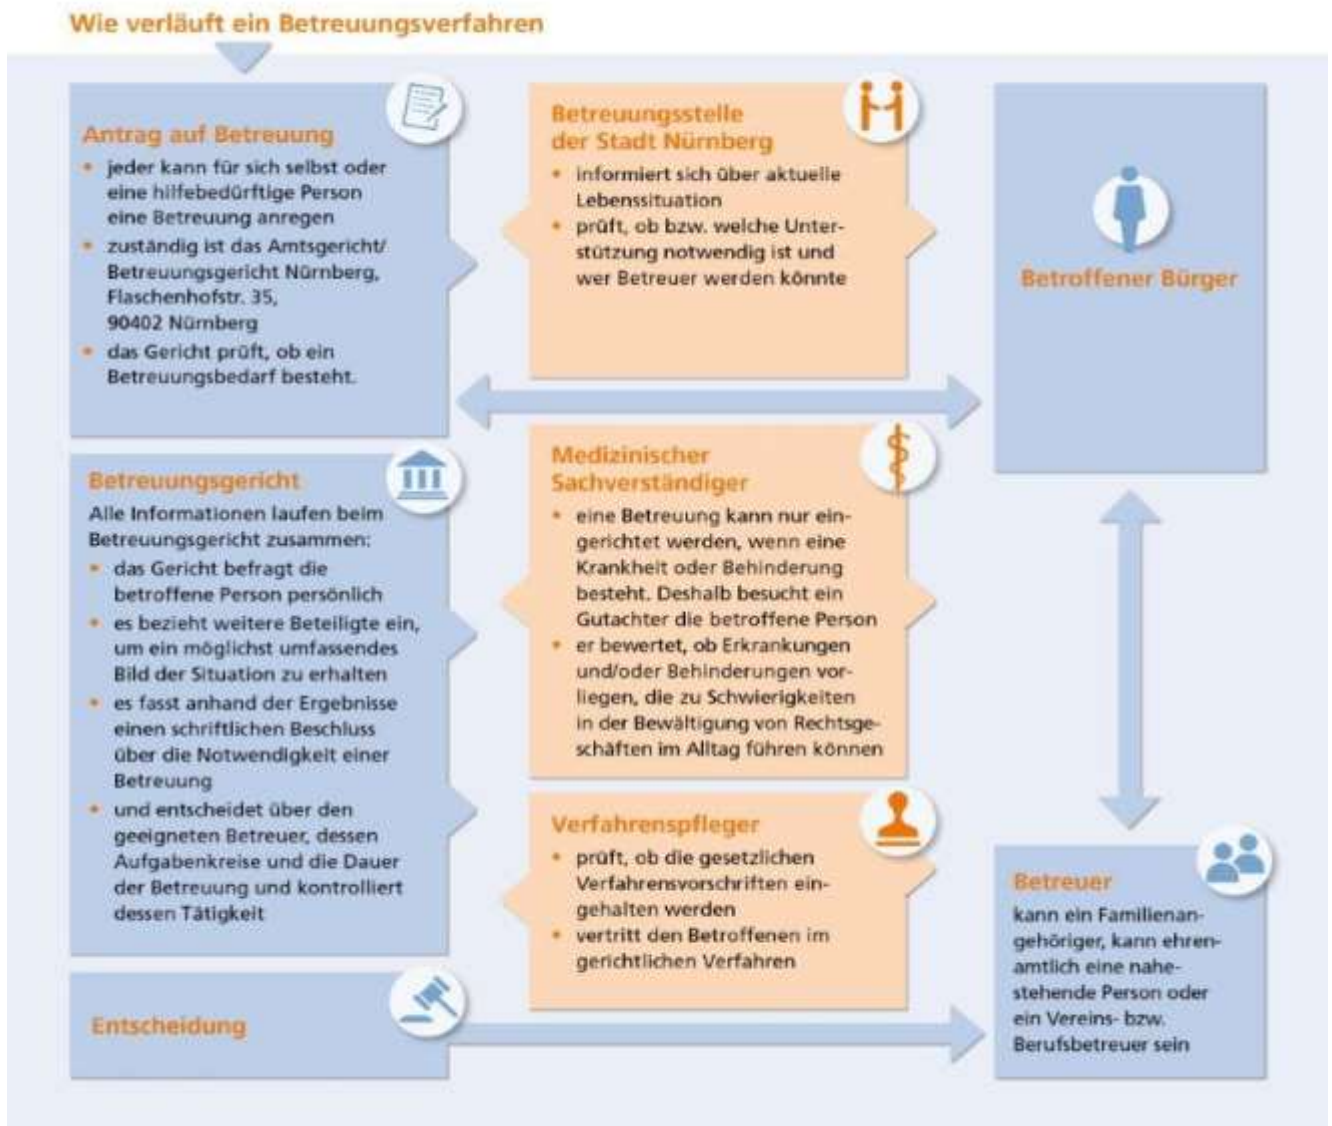 Wie verläuft ein Betreuungsverfahren
Antrag auf Betreuung
• jeder kann für sich selbst oder
eine hilfebedürftige Person
eine Betreuung anregen
• zuständig ist das Amtsgericht/
Betreuungsgericht Nürnberg,
Flaschenhofstr. 35,
90402 Nürnberg
• das Gericht prüft, ob ein
Betreuungsbedarf besteht.
Betreuungsgericht
Alle Informationen laufen beim
Betreuungsgericht zusammen:
• das Gericht befragt die
betroffene Person persönlich
• es bezieht weitere Beteiligte ein,
um ein möglichst umfassendes
Bild der Situation zu erhalten
• es fasst anhand der Ergebnisse
einen schriftlichen Beschluss
über die Notwendigkeit einer
Betreuung
• und entscheidet über den
geeigneten Betreuer, dessen
Aufgabenkreise und die Dauer
der Betreuung und kontrolliert
dessen Tätigkeit
Entscheidung
Betreuungsstelle
der Stadt Nürnberg
• informiert sich über aktuelle
Lebenssituation
• prüft, ob bzw. welche Unter-
stützung notwendig ist und
wer Betreuer werden könnte
Medizinischer
Sachverständiger
• eine Betreuung kann nur ein-
gerichtet werden, wenn eine
Krankheit oder Behinderung
besteht. Deshalb besucht ein
Gutachter die betroffene Person
• er bewertet, ob Erkrankungen
und/oder Behinderungen vor-
liegen, die zu Schwierigkeiten
in der Bewältigung von Rechtsge-
schäften im Alltag führen können
Verfahrenspfleger
• prüft, ob die gesetzlichen
Verfahrensvorschriften ein-
gehalten werden
• vertritt den Betroffenen im
gerichtlichen Verfahren
Betroffener Bürger
Betreuer
kann ein Familienan-
gehöriger, kann ehren-
amtlich eine nahe-
stehende Person oder
ein Vereins- bzw.
Berufsbetreuer sein